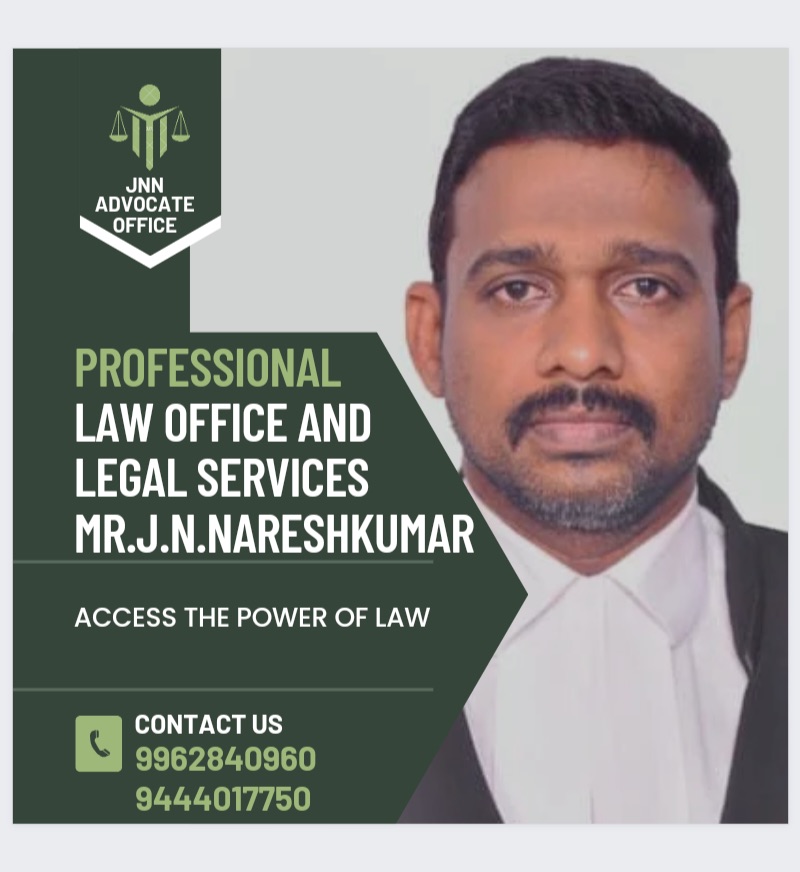 JNN
ADVOCATE
OFFICE
PROFESSIONAL
LAW OFFICE AND
LEGAL SERVICES
MR.J.N.NARESHKUMAR
ACCESS THE POWER OF LAW
CONTACT US
9962840960
9444017750